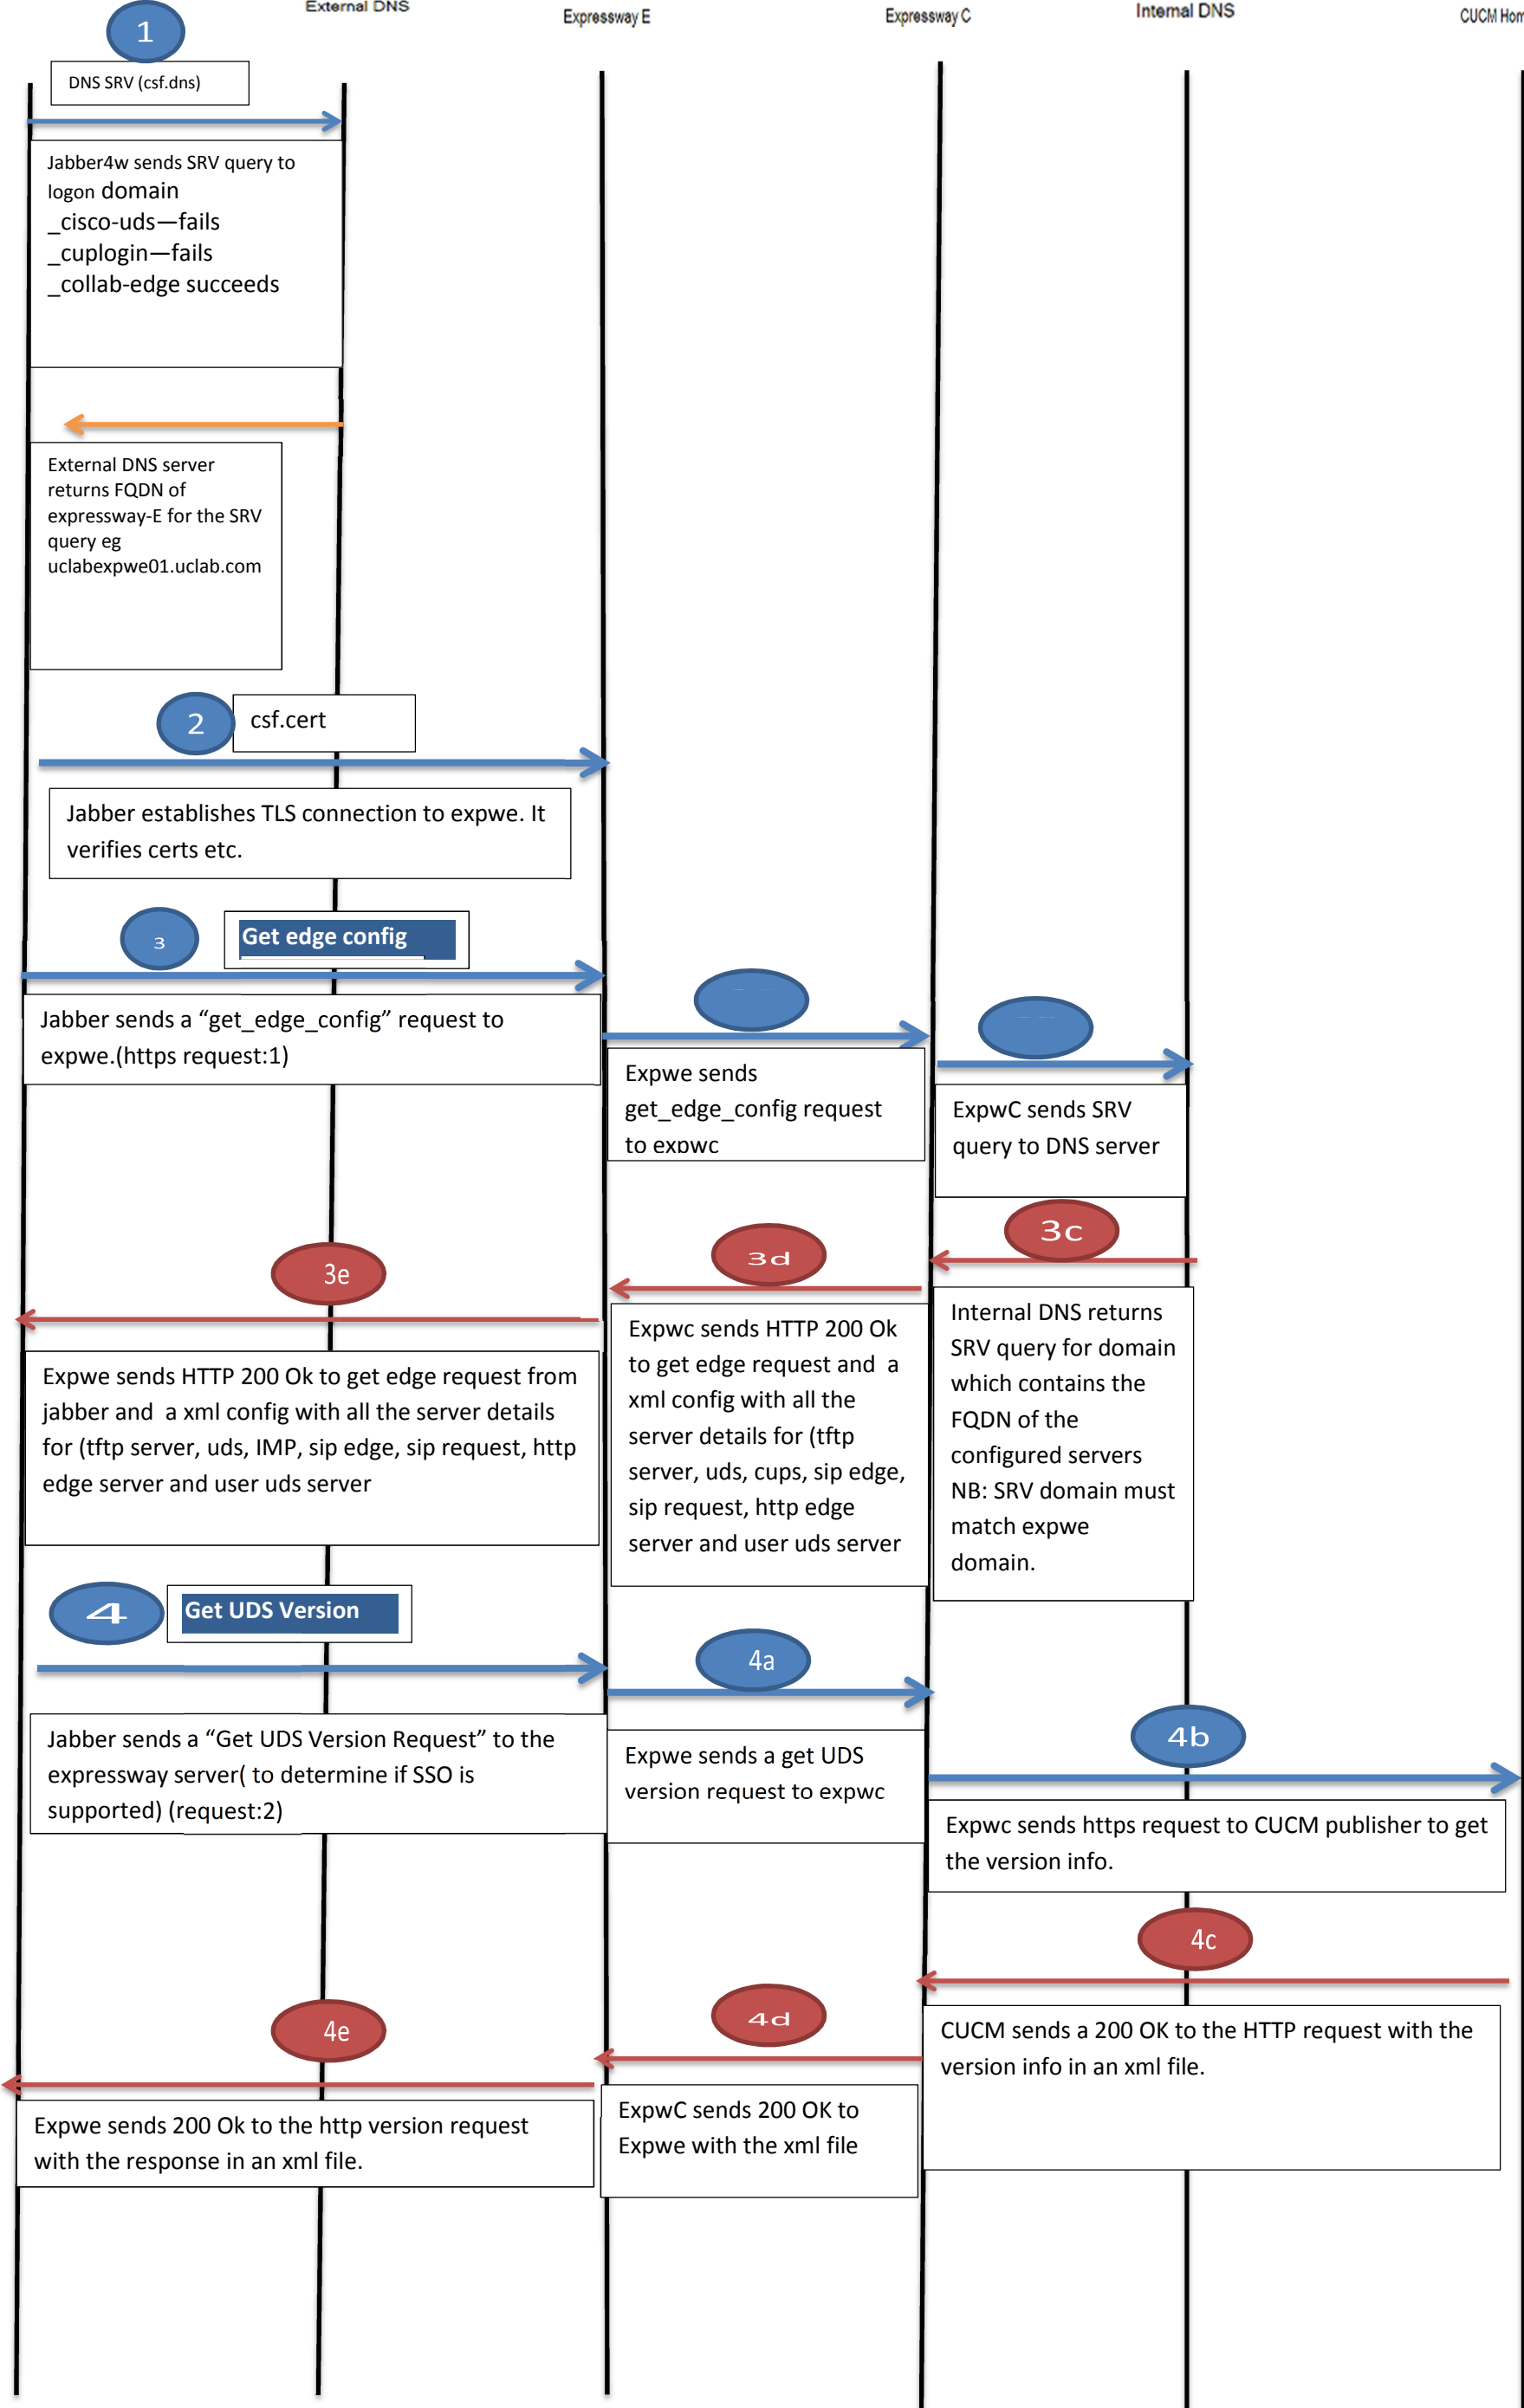 External DNS
Expressway E
Expressway C
Internal DNS
CUCM Hom
1
DNS SRV (csf.dns)
Jabber4w sends SRV query to
logon domain
_cisco-uds—fails
_cuplogin—fails
_collab-edge succeeds
External DNS server
returns FQDN of
expressway-E for the SRV
query eg
uclabexpwe01.uclab.com
2
csf.cert
Jabber establishes TLS connection to expwe. It
verifies certs etc.
3
Get edge config
Jabber sends a “get_edge_config” request to
expwe.(https request:1)
Expwe sends
get_edge_config request
to expwc
ExpwC sends SRV
query to DNS server
3c
3d
3e
Internal DNS returns
SRV query for domain
which contains the
FQDN of the
configured servers
NB: SRV domain must
match expwe
domain.
Expwc sends HTTP 200 Ok
to get edge request and  a
xml config with all the
server details for (tftp
server, uds, cups, sip edge,
sip request, http edge
server and user uds server
Expwe sends HTTP 200 Ok to get edge request from
jabber and  a xml config with all the server details
for (tftp server, uds, IMP, sip edge, sip request, http
edge server and user uds server
4
Get UDS Version
4a
4b
Jabber sends a “Get UDS Version Request” to the
expressway server( to determine if SSO is
supported) (request:2)
Expwe sends a get UDS
version request to expwc
Expwc sends https request to CUCM publisher to get
the version info.
4c
4d
4e
CUCM sends a 200 OK to the HTTP request with the
version info in an xml file.
ExpwC sends 200 OK to
Expwe with the xml file
Expwe sends 200 Ok to the http version request
with the response in an xml file.